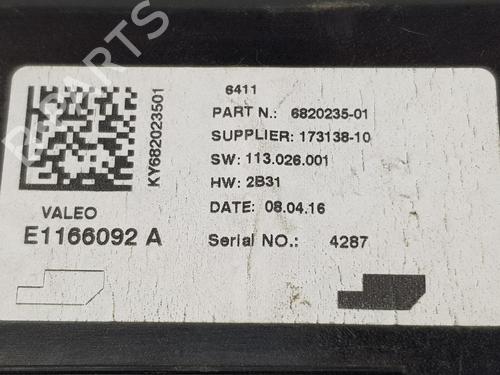 B-PARTS
6411
PART N.: 6820235-01
SUPPLIER: 173138-10
SW: 113.026.001
HW: 2B31
DATE: 08.04.16
Serial NO.: 4287
KY682023501
VALEO
E1166092 A